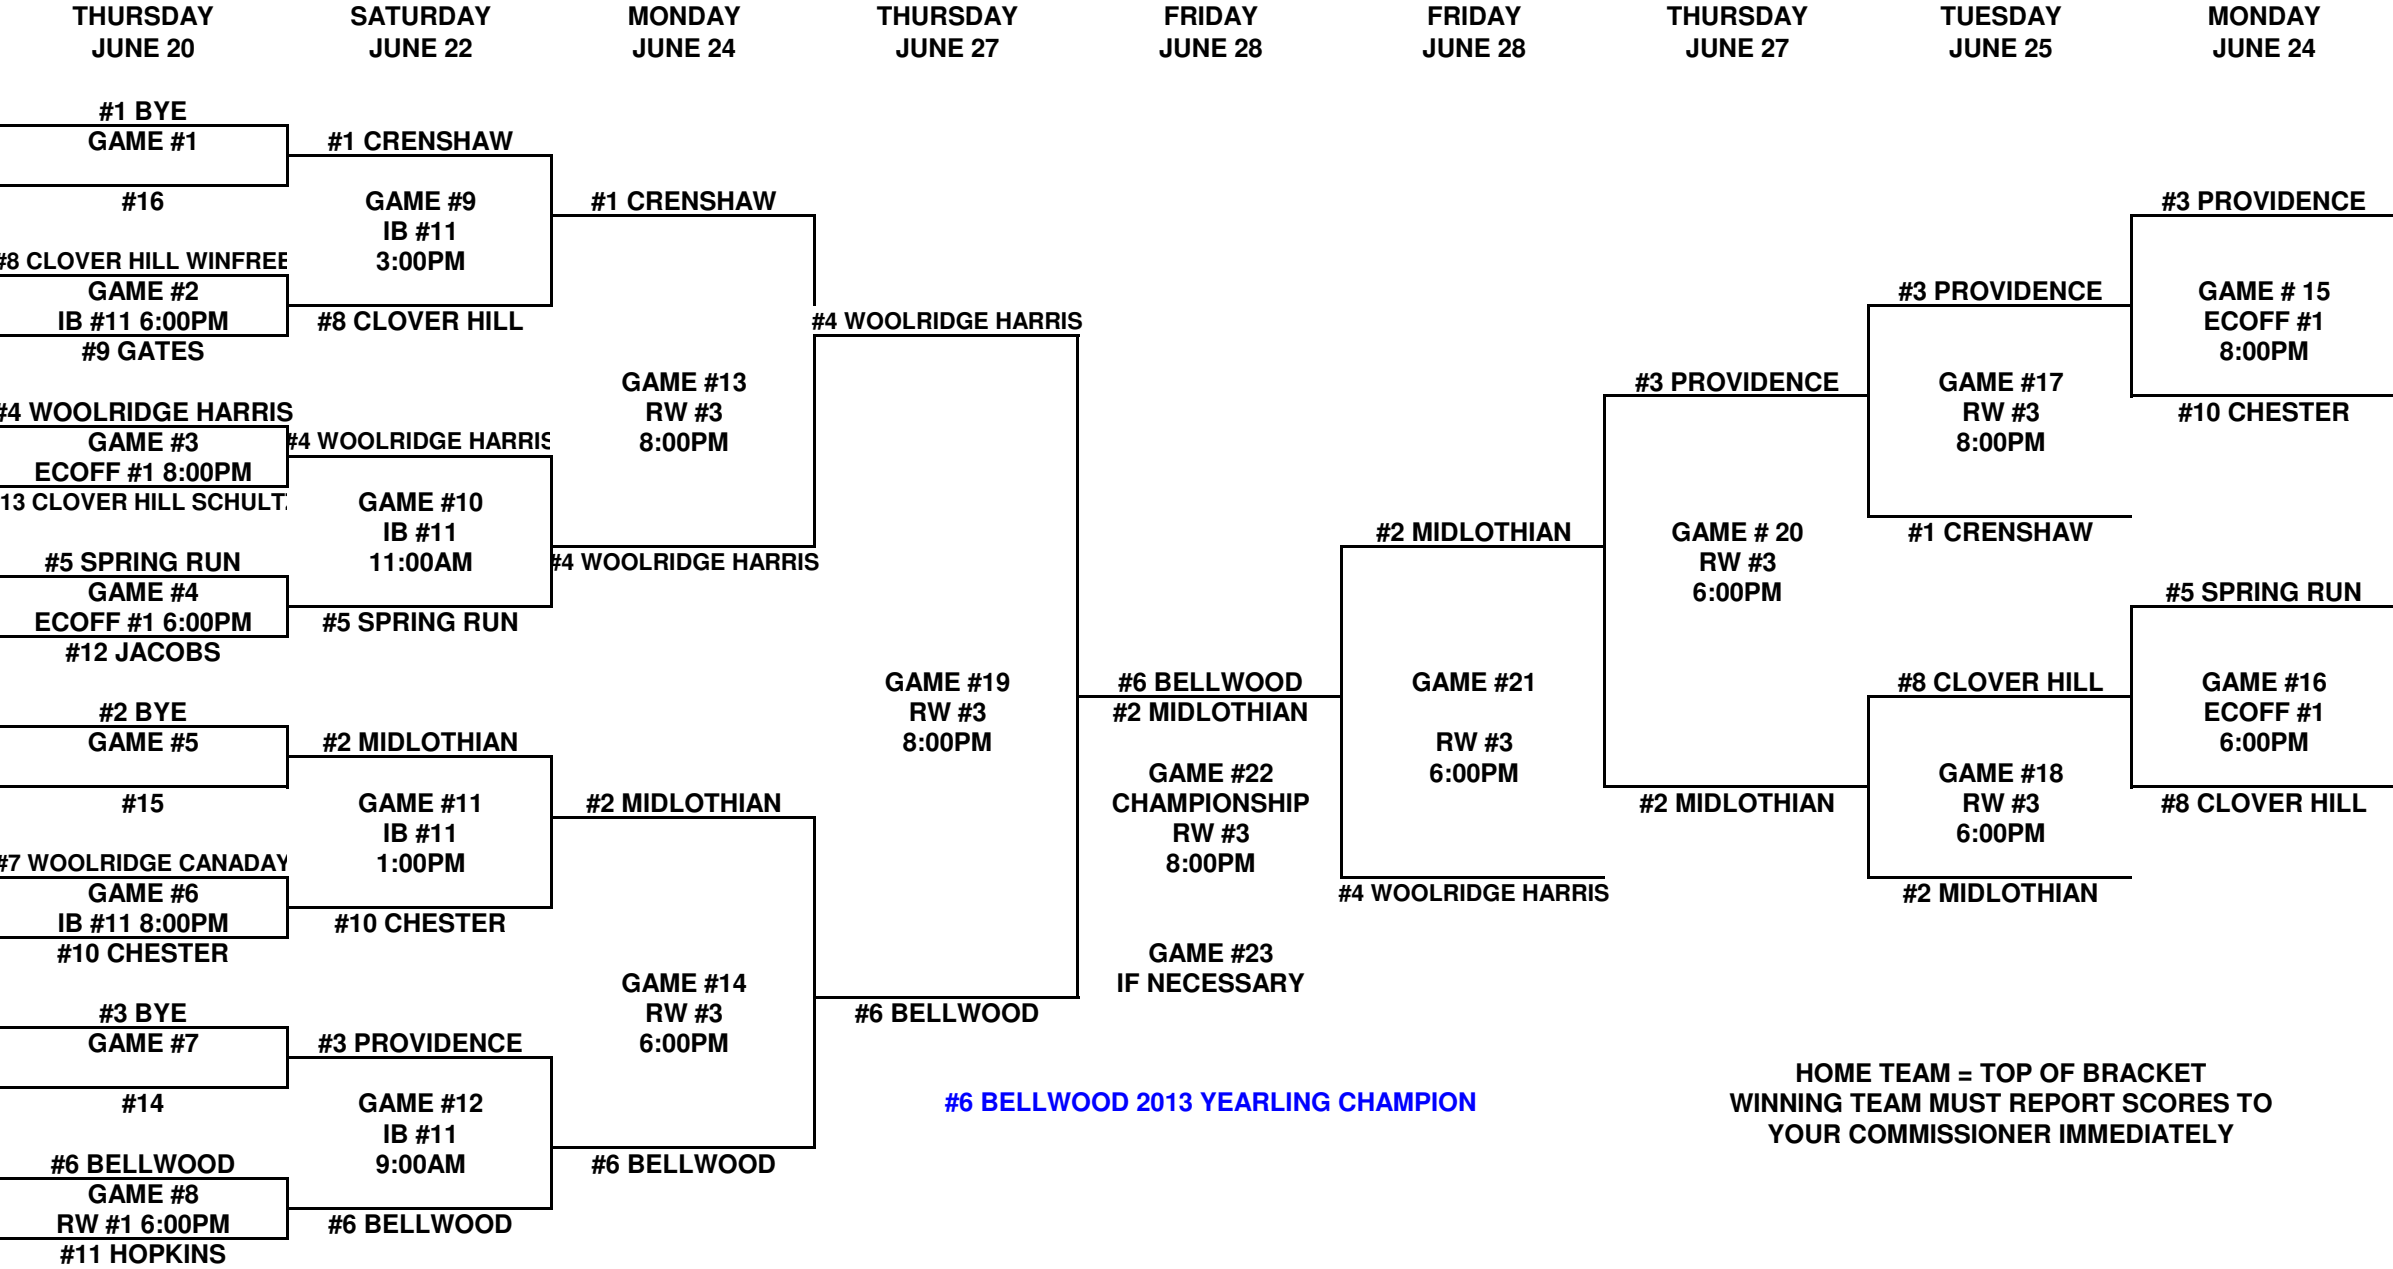 THURSDAY
JUNE 20
SATURDAY
JUNE 22
MONDAY
JUNE 24
THURSDAY
JUNE 27
FRIDAY
JUNE 28
FRIDAY
JUNE 28
THURSDAY
JUNE 27
TUESDAY
JUNE 25
MONDAY
JUNE 24
#1 BYE
GAME #1
#16
#8 CLOVER HILL WINFREE
GAME #2
IB #11 6:00PM
#9 GATES
#4 WOOLRIDGE HARRIS
GAME #3
ECOFF #1 8:00PM
13 CLOVER HILL SCHULT
#5 SPRING RUN
GAME #4
ECOFF #1 6:00PM
#12 JACOBS
#2 BYE
GAME #5
#15
#7 WOOLRIDGE CANADAY
GAME #6
IB #11 8:00PM
#10 CHESTER
#3 BYE
GAME #7
#14
#6 BELLWOOD
GAME #8
RW #1 6:00PM
#11 HOPKINS
#1 CRENSHAW
GAME #9
IB #11
3:00PM
#8 CLOVER HILL
#4 WOOLRIDGE HARRIS
GAME #10
IB #11
11:00AM
#5 SPRING RUN
#2 MIDLOTHIAN
GAME #11
IB #11
1:00PM
#10 CHESTER
#3 PROVIDENCE
GAME #12
IB #11
9:00AM
#6 BELLWOOD
#1 CRENSHAW
GAME #13
RW #3
8:00PM
#4 WOOLRIDGE HARRIS
#2 MIDLOTHIAN
GAME #14
RW #3
6:00PM
#6 BELLWOOD
#4 WOOLRIDGE HARRIS
GAME #19
RW #3
8:00PM
#6 BELLWOOD
#6 BELLWOOD
#2 MIDLOTHIAN
GAME #22
CHAMPIONSHIP
RW #3
8:00PM
GAME #23
IF NECESSARY
#6 BELLWOOD 2013 YEARLING CHAMPION
#2 MIDLOTHIAN
GAME #21
RW #3
6:00PM
#4 WOOLRIDGE HARRIS
#3 PROVIDENCE
GAME # 20
RW #3
6:00PM
#2 MIDLOTHIAN
#3 PROVIDENCE
GAME #17
RW #3
8:00PM
#1 CRENSHAW
#8 CLOVER HILL
GAME #18
RW #3
6:00PM
#2 MIDLOTHIAN
#3 PROVIDENCE
GAME # 15
ECOFF #1
8:00PM
#10 CHESTER
#5 SPRING RUN
GAME #16
ECOFF #1
6:00PM
#8 CLOVER HILL
HOME TEAM = TOP OF BRACKET
WINNING TEAM MUST REPORT SCORES TO
YOUR COMMISSIONER IMMEDIATELY